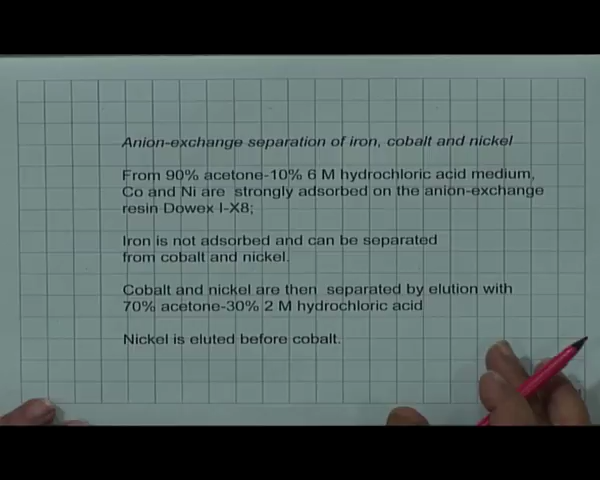 Anion-exchange separation of iron, cobalt and nickel
From 90% acetone-10% 6 M hydrochloric acid medium,
Co and Ni are strongly adsorbed on the anion-exchange
resin Dowex I-X8;
Iron is not adsorbed and can be separated
from cobalt and nickel.
Cobalt and nickel are then separated by elution with
70% acetone-30% 2 M hydrochloric acid
Nickel is eluted before cobalt.